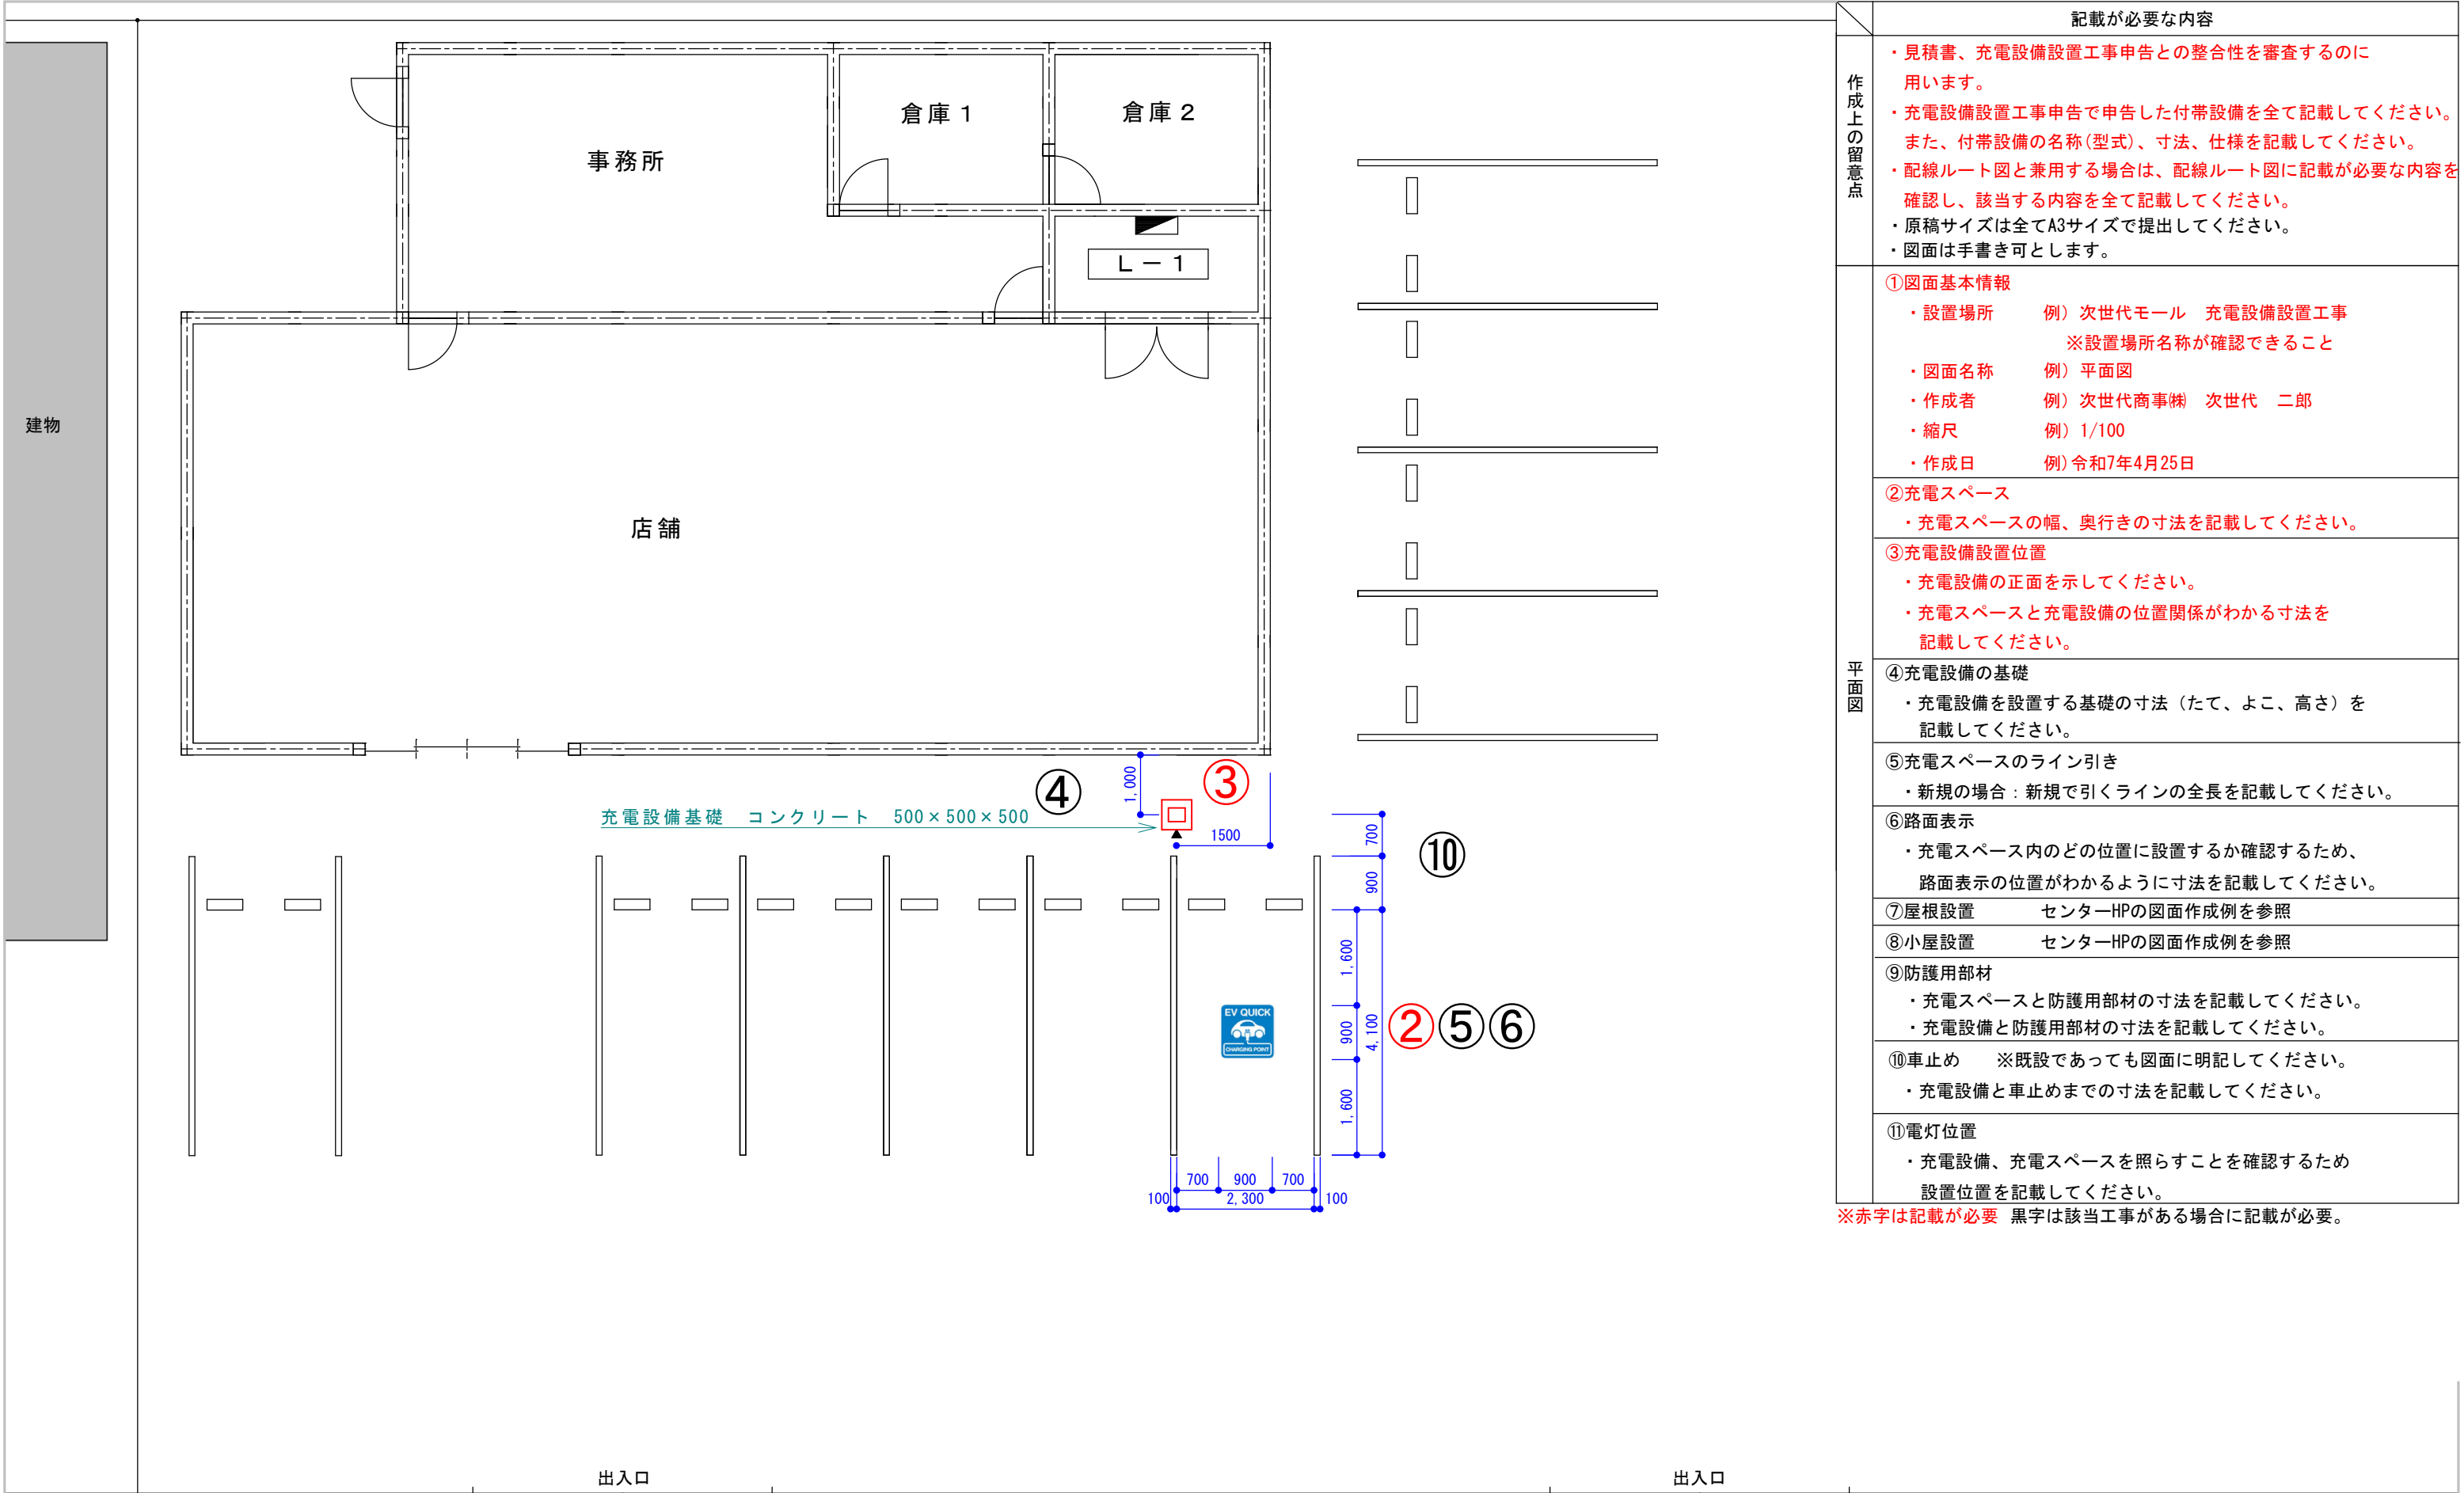 事務所
倉庫1
倉庫2
L-1
建物
店舗
1,000
③
④
充電設備基礎　コンクリート　500×500×500
1500
700
⑩
900
1,600
EV QUICK
CHARGING POINT
900
4,100
②⑤⑥
1,600
700 900 700
100 2,300 100
出入口
出入口
記載が必要な内容
作成上の留意点
・見積書、充電設備設置工事申告との整合性を審査するのに
用います。
・充電設備設置工事申告で申告した付帯設備を全て記載してください。
また、付帯設備の名称(型式)、寸法、仕様を記載してください。
・配線ルート図と兼用する場合は、配線ルート図に記載が必要な内容を
確認し、該当する内容を全て記載してください。
・原稿サイズは全てA3サイズで提出してください。
・図面は手書き可とします。
平面図
①図面基本情報
・設置場所　例）次世代モール　充電設備設置工事
※設置場所名称が確認できること
・図面名称　例）平面図
・作成者　例）次世代商事㈱　次世代　二郎
・縮尺　例）1/100
・作成日　例)令和7年4月25日
②充電スペース
・充電スペースの幅、奥行きの寸法を記載してください。
③充電設備設置位置
・充電設備の正面を示してください。
・充電スペースと充電設備の位置関係がわかる寸法を
記載してください。
④充電設備の基礎
・充電設備を設置する基礎の寸法（たて、よこ、高さ）を
記載してください。
⑤充電スペースのライン引き
・新規の場合：新規で引くラインの全長を記載してください。
⑥路面表示
・充電スペース内のどの位置に設置するか確認するため、
路面表示の位置がわかるように寸法を記載してください。
⑦屋根設置　センターHPの図面作成例を参照
⑧小屋設置　センターHPの図面作成例を参照
⑨防護用部材
・充電スペースと防護用部材の寸法を記載してください。
・充電設備と防護用部材の寸法を記載してください。
⑩車止め　※既設であっても図面に明記してください。
・充電設備と車止めまでの寸法を記載してください。
⑪電灯位置
・充電設備、充電スペースを照らすことを確認するため
設置位置を記載してください。
※赤字は記載が必要　黒字は該当工事がある場合に記載が必要。